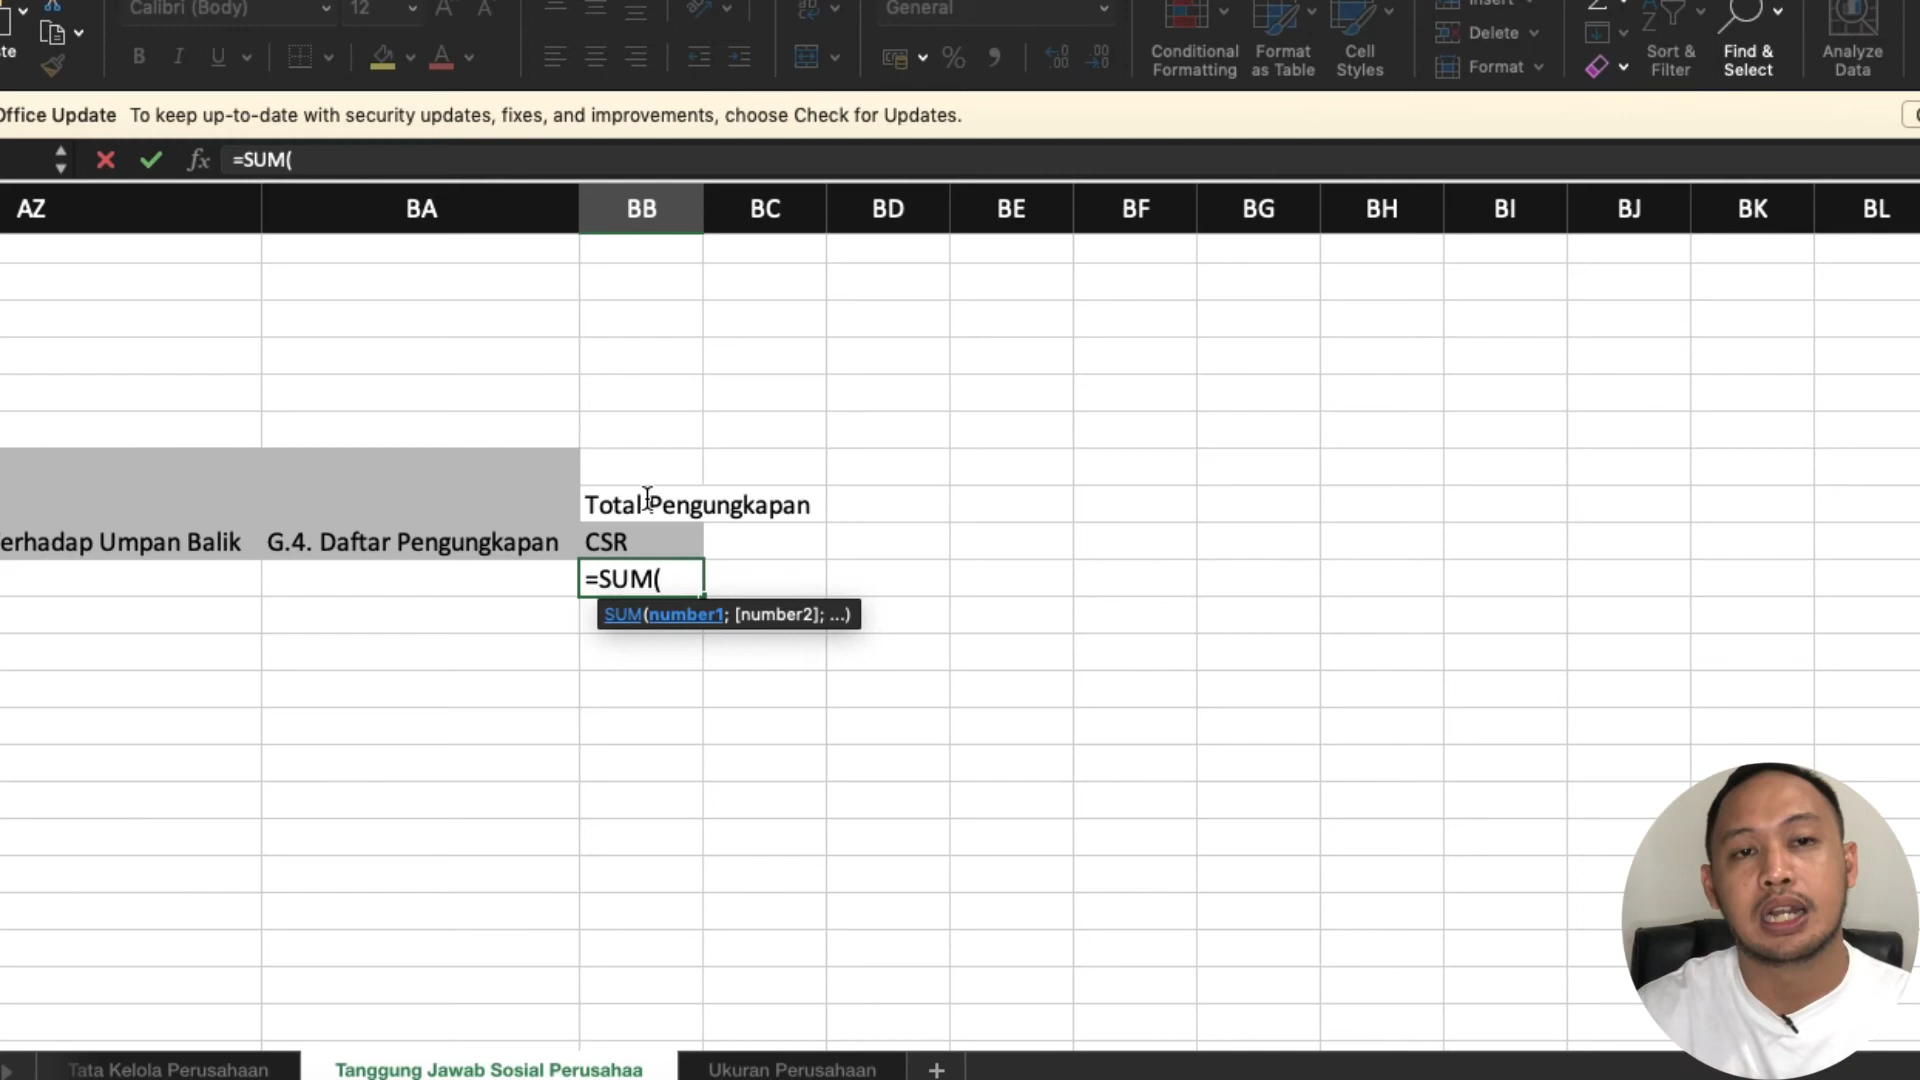 Calibri (Body) 12 General
Conditional Formatting
Format as Table
Cell Styles
Delete
Format
Sort & Filter
Find & Select
Analyze Data
B I U A % 9
Office Update To keep up-to-date with security updates, fixes, and improvements, choose Check for Updates.
fx =SUM(
AZ BA BB BC BD BE BF BG BH BI BJ BK BL
Total Pengungkapan
erhadap Umpan Balik G.4. Daftar Pengungkapan CSR
=SUM(
SUM(number1; [number2]; ...)
Tata Kelola Perusahaan Tanggung Jawab Sosial Perusahaa Ukuran Perusahaan +